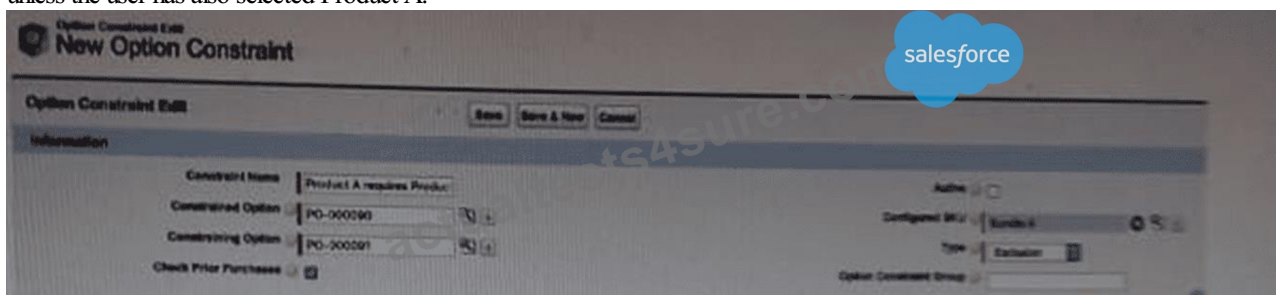 unless the user has also selected Product A.
Option Constraint Edit
New Option Constraint
salesforce
Option Constraint Edit
Save Save & New Cancel
Information
Constraint Name Product A requires Produc
Active
Constrained Option PO-000090
Configured SKU Bundle A
Constraining Option PO-000091
Type Exclusion
Check Prior Purchases
Option Constraint Group